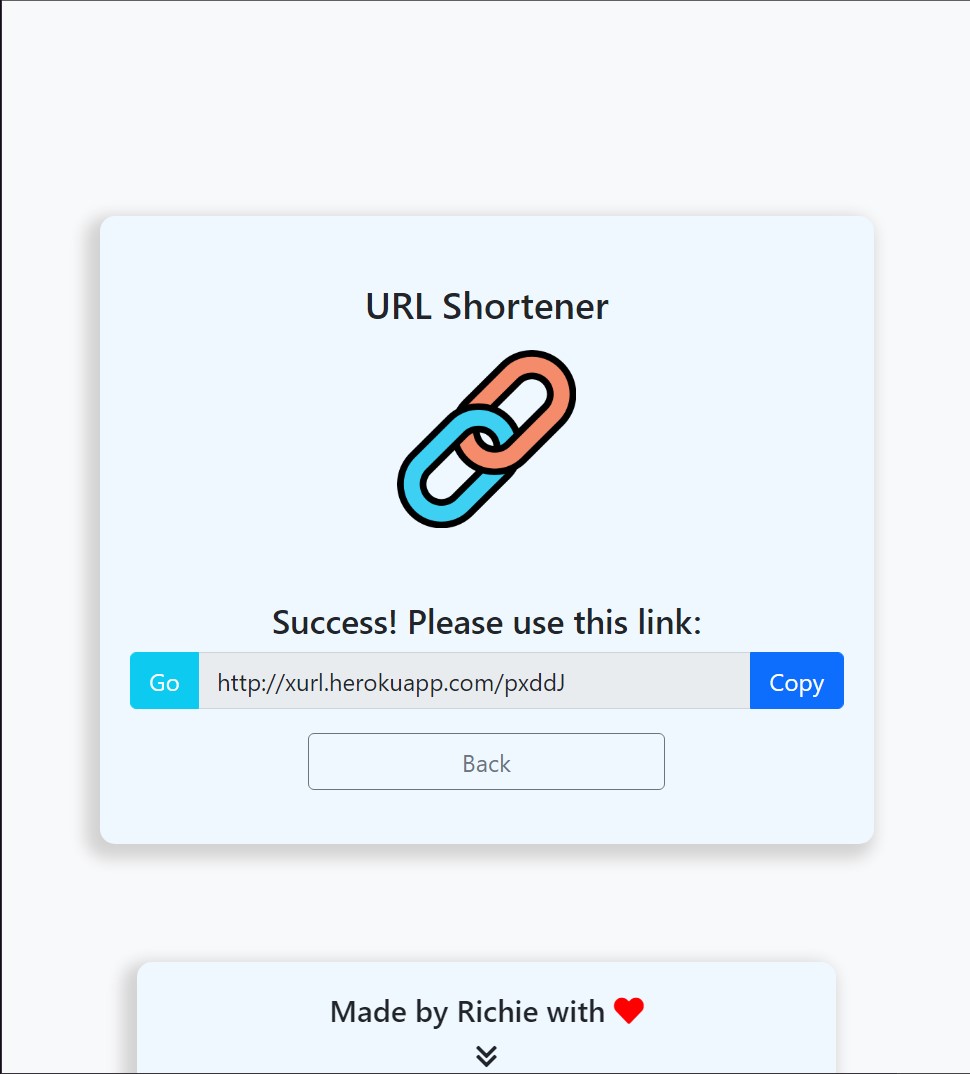 URL Shortener
Success! Please use this link:
Go http://xurl.herokuapp.com/pxddJ Copy
Back
Made by Richie with